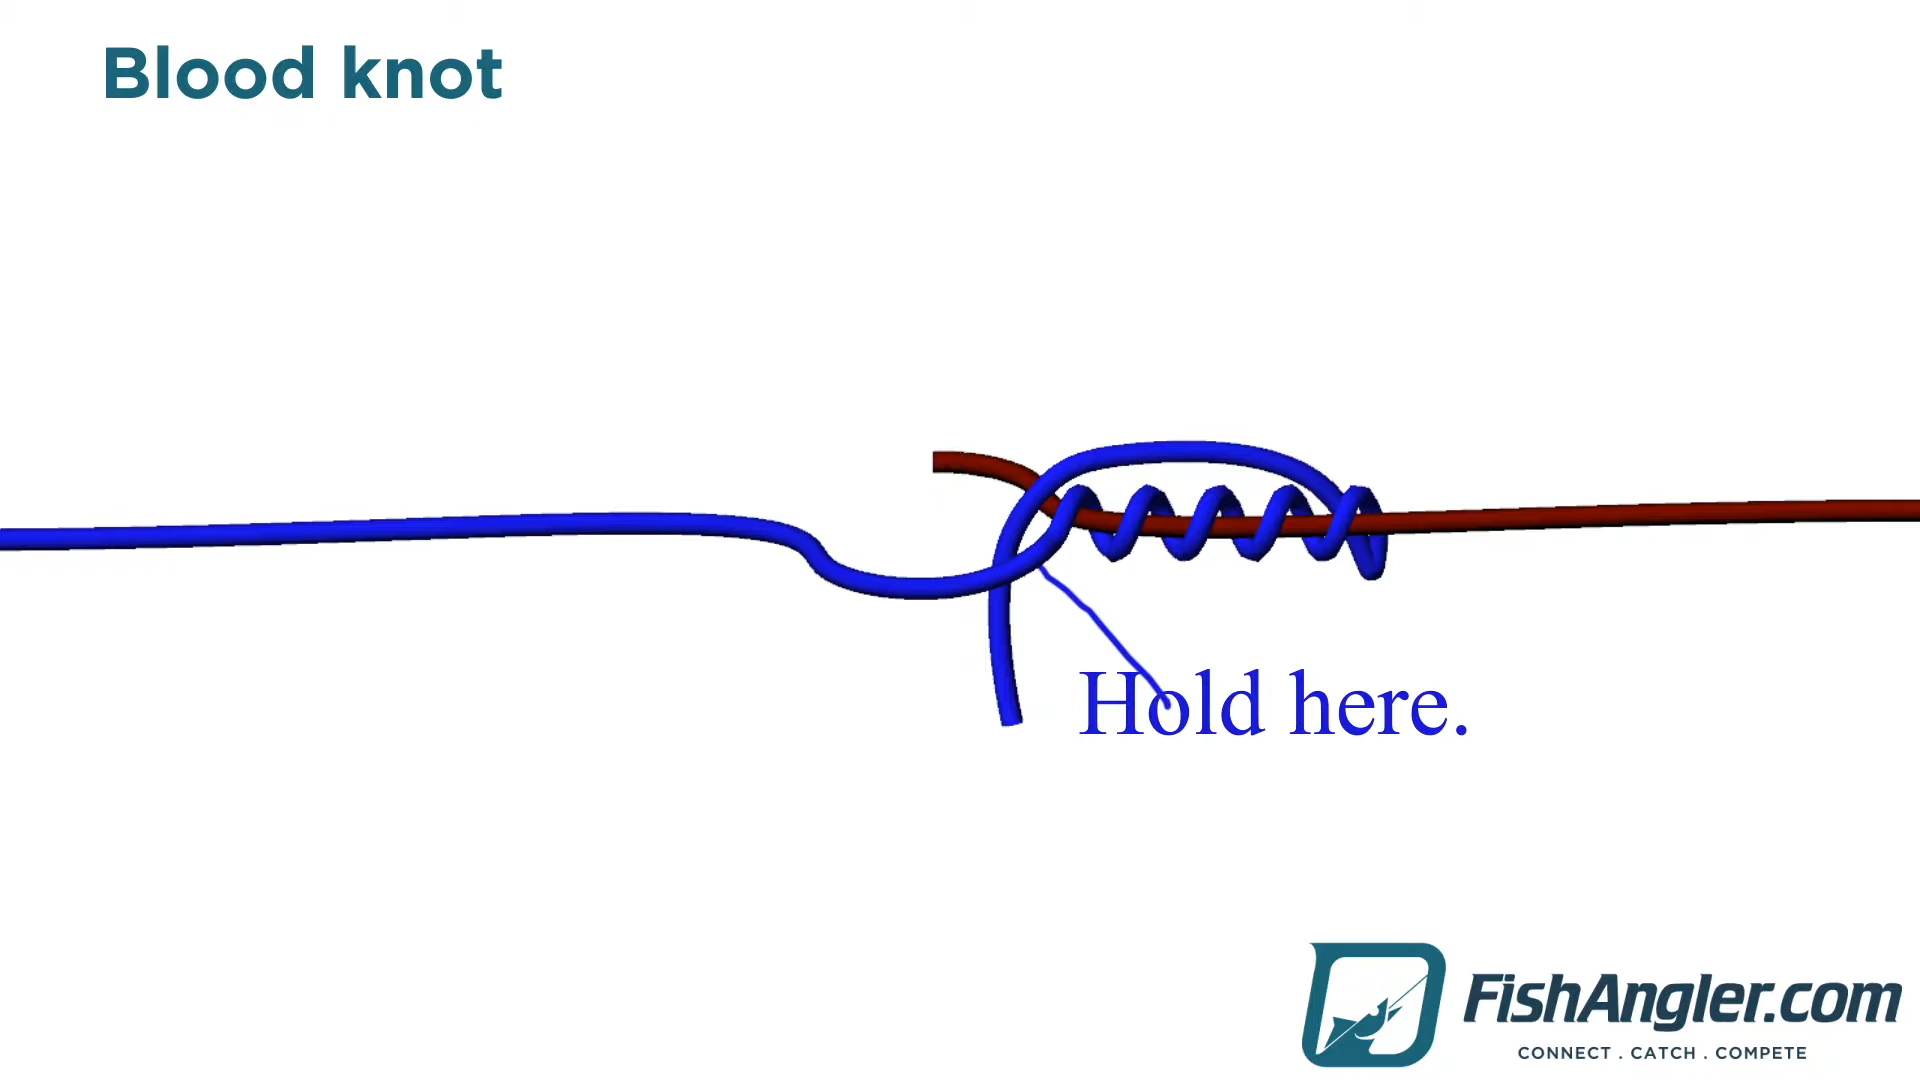 Blood knot
Hold here.
FishAngler.com
CONNECT . CATCH . COMPETE